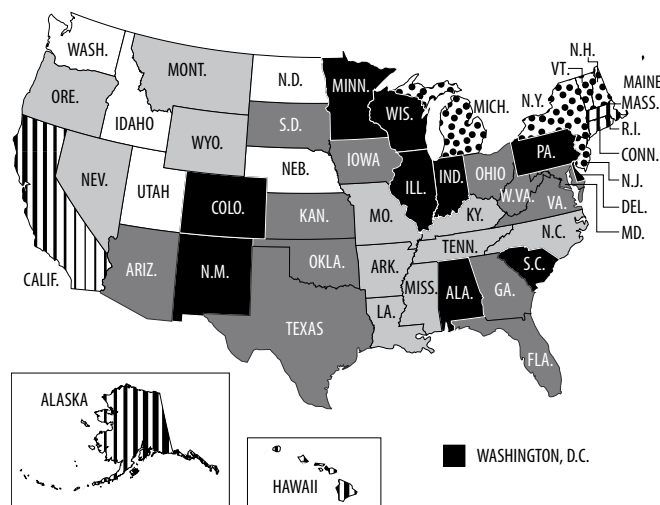 WASH.
MONT.
N.D.
MINN.
N.H.
VT.
MAINE
ORE.
IDAHO
WYO.
S.D.
WIS.
MICH.
N.Y.
MASS.
R.I.
CONN.
NEV.
UTAH
COLO.
NEB.
IOWA
ILL.
IND.
OHIO
PA.
N.J.
DEL.
MD.
W.VA.
VA.
CALIF.
ARIZ.
N.M.
KAN.
MO.
KY.
N.C.
OKLA.
ARK.
TENN.
S.C.
TEXAS
LA.
MISS.
ALA.
GA.
FLA.
ALASKA
HAWAII
WASHINGTON, D.C.